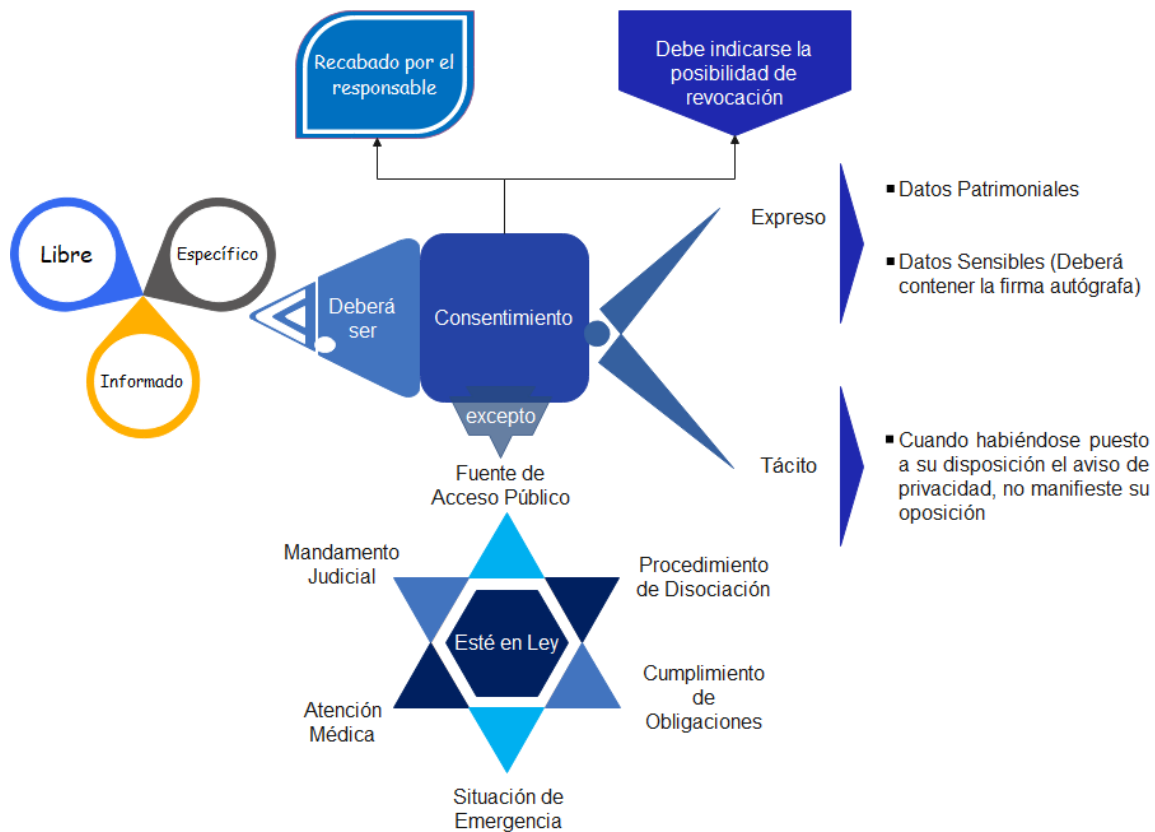 Recabado por el
responsable
Debe indicarse la
posibilidad de
revocación
Libre
Específico
Informado
Deberá
ser
Consentimiento
Expreso
▪ Datos Patrimoniales
▪ Datos Sensibles (Deberá
contener la firma autógrafa)
Tácito
▪ Cuando habiéndose puesto
a su disposición el aviso de
privacidad, no manifieste su
oposición
excepto
Fuente de
Acceso Público
Mandamento
Judicial
Procedimiento
de Disociación
Esté en Ley
Atención
Médica
Cumplimiento
de
Obligaciones
Situación de
Emergencia